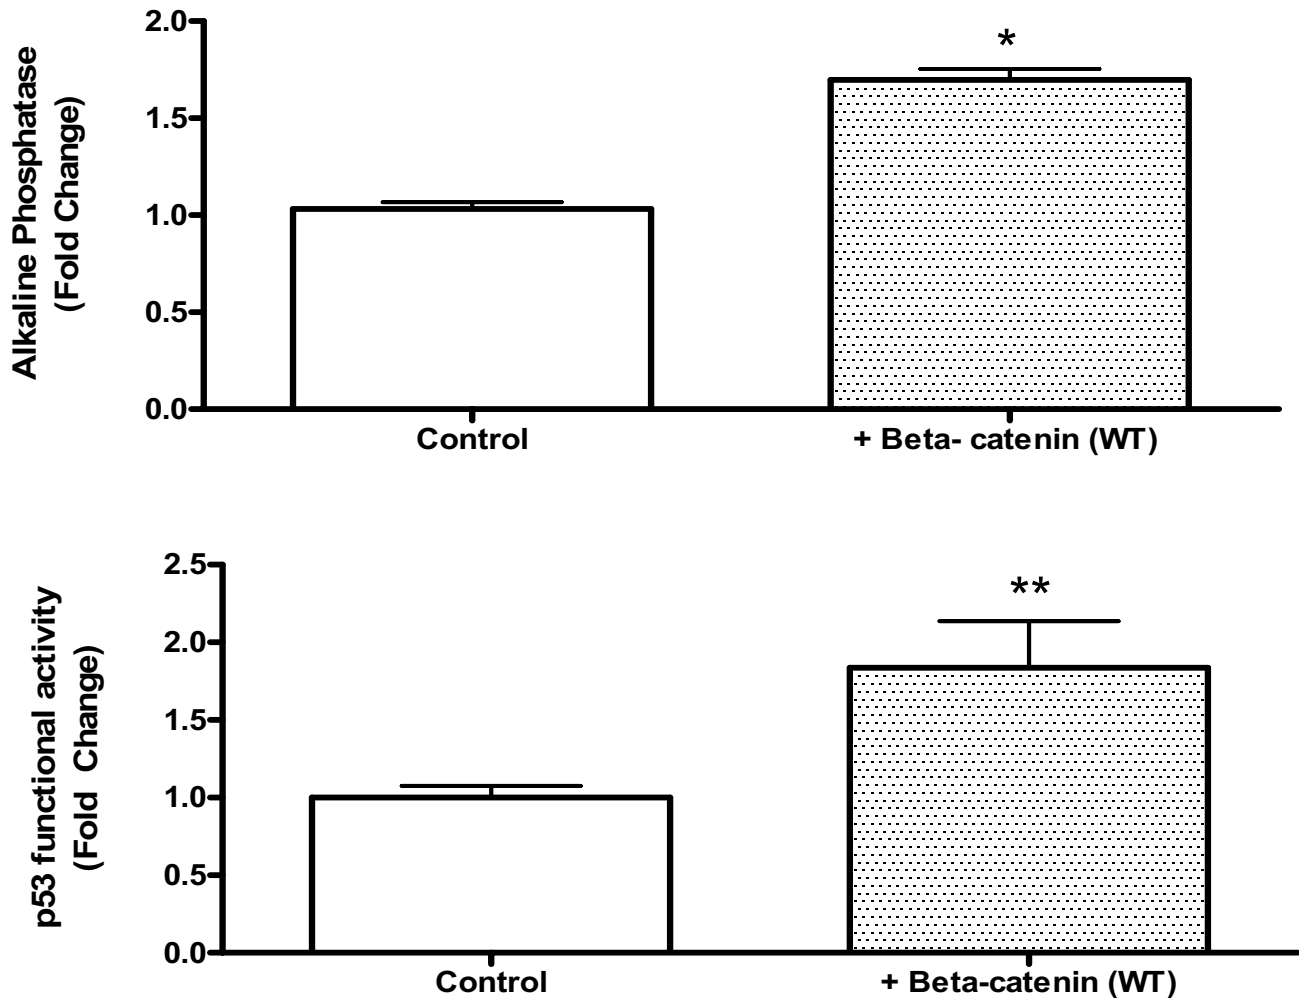 Alkaline Phosphatase
(Fold Change)
2.0
1.5
1.0
0.5
0.0
*
Control
+ Beta- catenin (WT)
p53 functional activity
(Fold Change)
2.5
2.0
1.5
1.0
0.5
0.0
**
Control
+ Beta-catenin (WT)